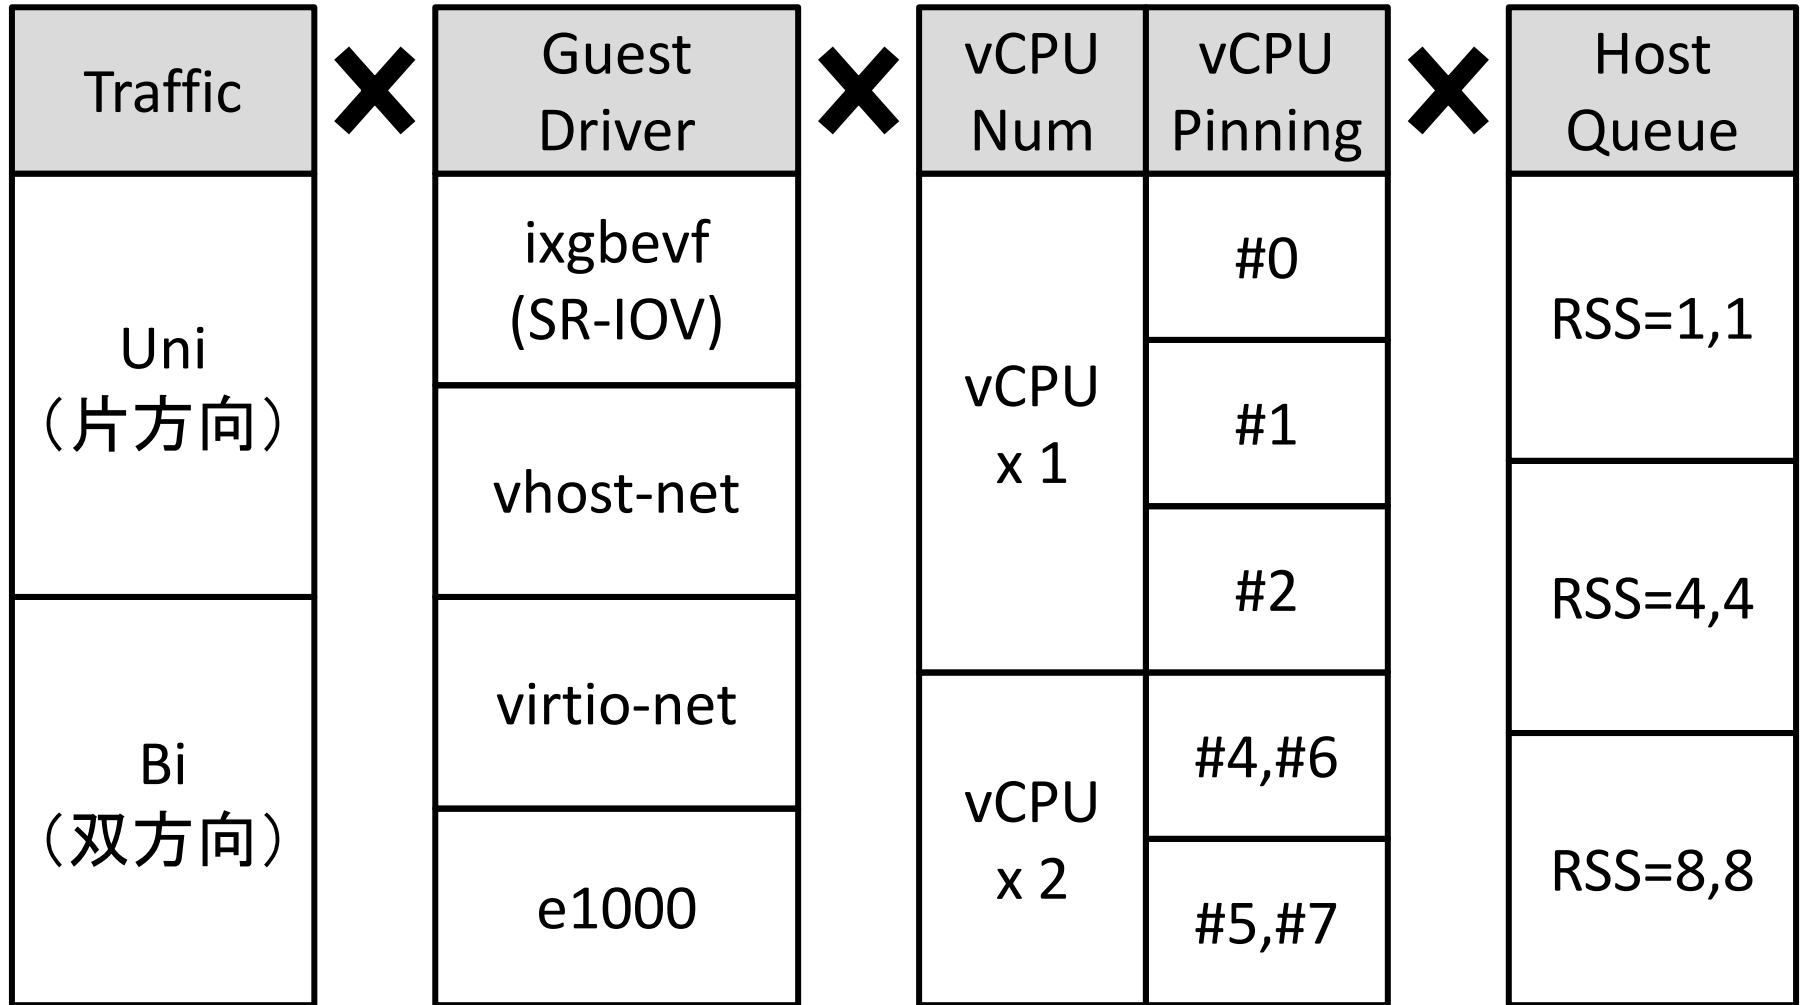 Traffic
Uni
（片方向）
Bi
（双方向）
Guest
Driver
ixgbevf
(SR-IOV)
vhost-net
virtio-net
e1000
vCPU
Num
vCPU
Pinning
vCPU
x 1
#0
#1
#2
vCPU
x 2
#4,#6
#5,#7
Host
Queue
RSS=1,1
RSS=4,4
RSS=8,8